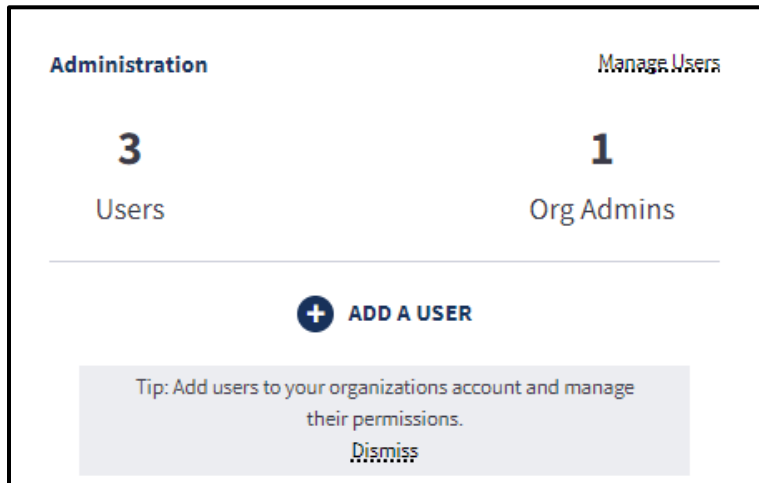 Administration
Manage Users
3
1
Users
Org Admins
ADD A USER
Tip: Add users to your organizations account and manage
their permissions.
Dismiss